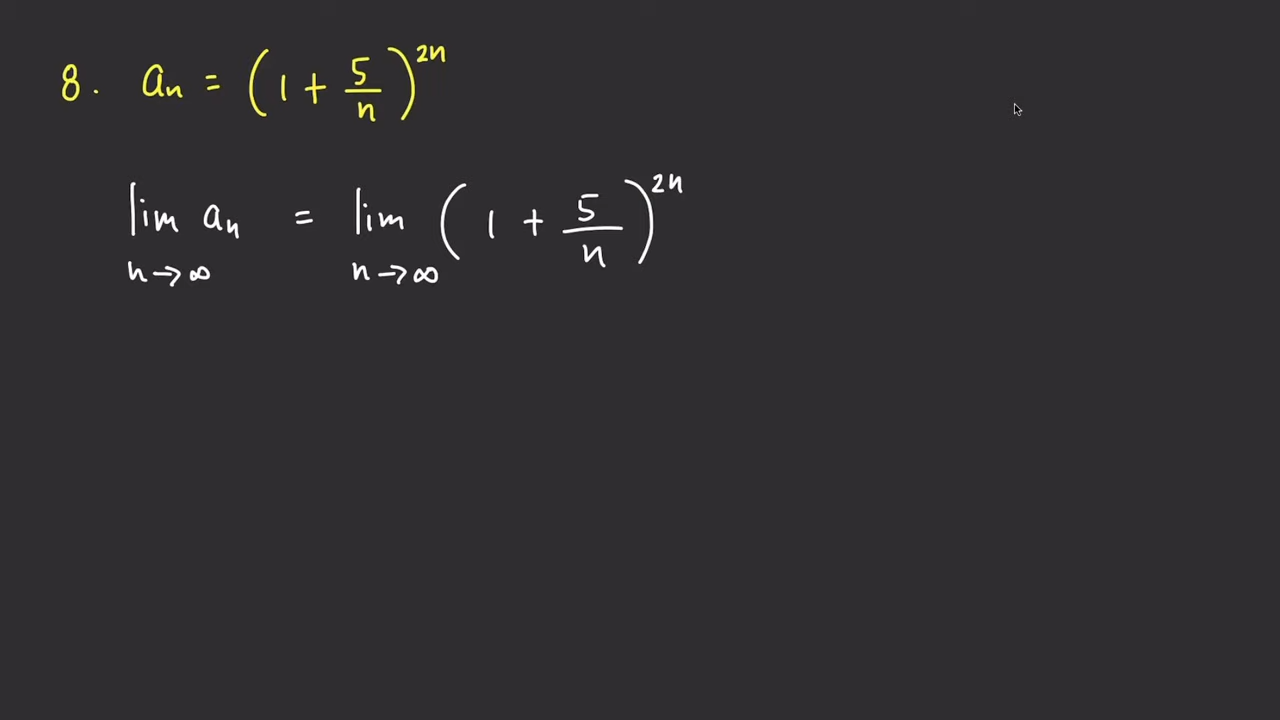 8. aₙ = (1 + 5/n)²ⁿ
lim aₙ = lim (1 + 5/n)²ⁿ
n→∞ n→∞